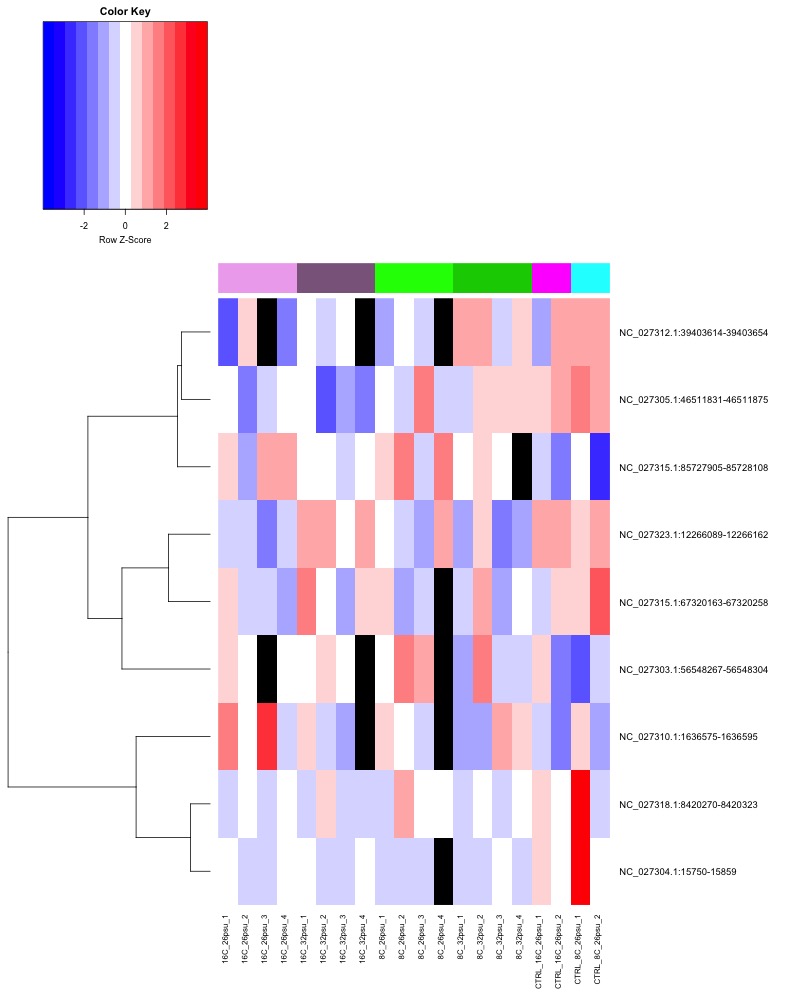 Color Key
-2 0 2
Row Z-Score
NC_027312.1:39403614-39403654
NC_027305.1:46511831-46511875
NC_027315.1:85727905-85728108
NC_027323.1:12266089-12266162
NC_027315.1:67320163-67320258
NC_027303.1:56548267-56548304
NC_027310.1:1636575-1636595
NC_027318.1:8420270-8420323
NC_027304.1:15750-15859
16C_26psu_1
16C_26psu_2
16C_26psu_3
16C_26psu_4
16C_32psu_1
16C_32psu_2
16C_32psu_3
16C_32psu_4
8C_26psu_1
8C_26psu_2
8C_26psu_3
8C_26psu_4
8C_32psu_1
8C_32psu_2
8C_32psu_3
8C_32psu_4
CTRL_16C_26psu_1
CTRL_16C_26psu_2
CTRL_8C_26psu_1
CTRL_8C_26psu_2